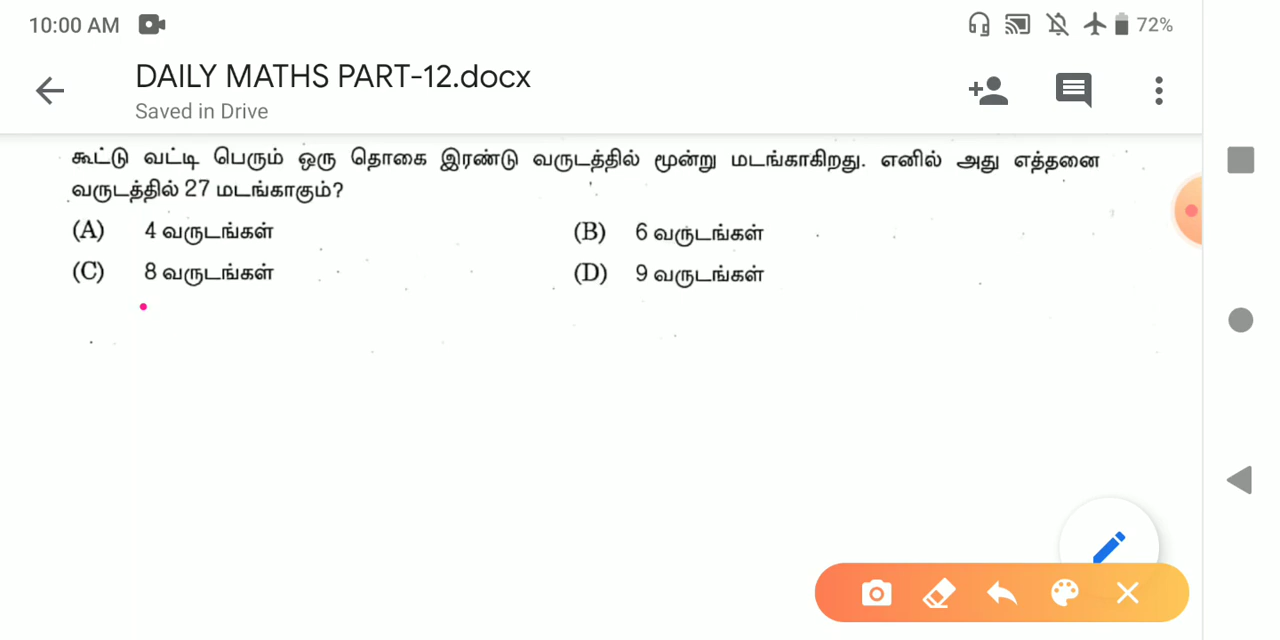 10:00 AM
72%
DAILY MATHS PART-12.docx
Saved in Drive
கூட்டு வட்டி பெரும் ஒரு தொகை இரண்டு வருடத்தில் மூன்று மடங்காகிறது. எனில் அது எத்தனை
வருடத்தில் 27 மடங்காகும்?
(A) 4 வருடங்கள் (B) 6 வருடங்கள்
(C) 8 வருடங்கள் (D) 9 வருடங்கள்